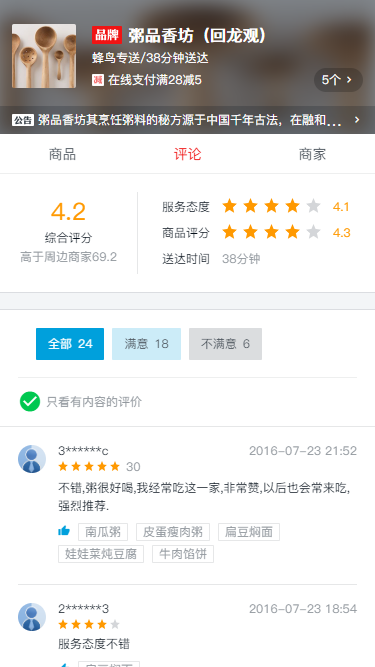 品牌 粥品香坊（回龙观）
蜂鸟专送/38分钟送达
减 在线支付满28减5
5个 >
公告 粥品香坊其烹饪粥料的秘方源于中国千年古法，在融和... >
商品 评论 商家
4.2
综合评分
高于周边商家69.2
服务态度 4.1
商品评分 4.3
送达时间 38分钟
全部 24 满意 18 不满意 6
只看有内容的评价
3******c 2016-07-23 21:52
30
不错,粥很好喝,我经常吃这一家,非常赞,以后也会常来吃,
强烈推荐.
南瓜粥 皮蛋瘦肉粥 扁豆焖面
娃娃菜炖豆腐 牛肉馅饼
2******3 2016-07-23 18:54
服务态度不错
扁豆焖面